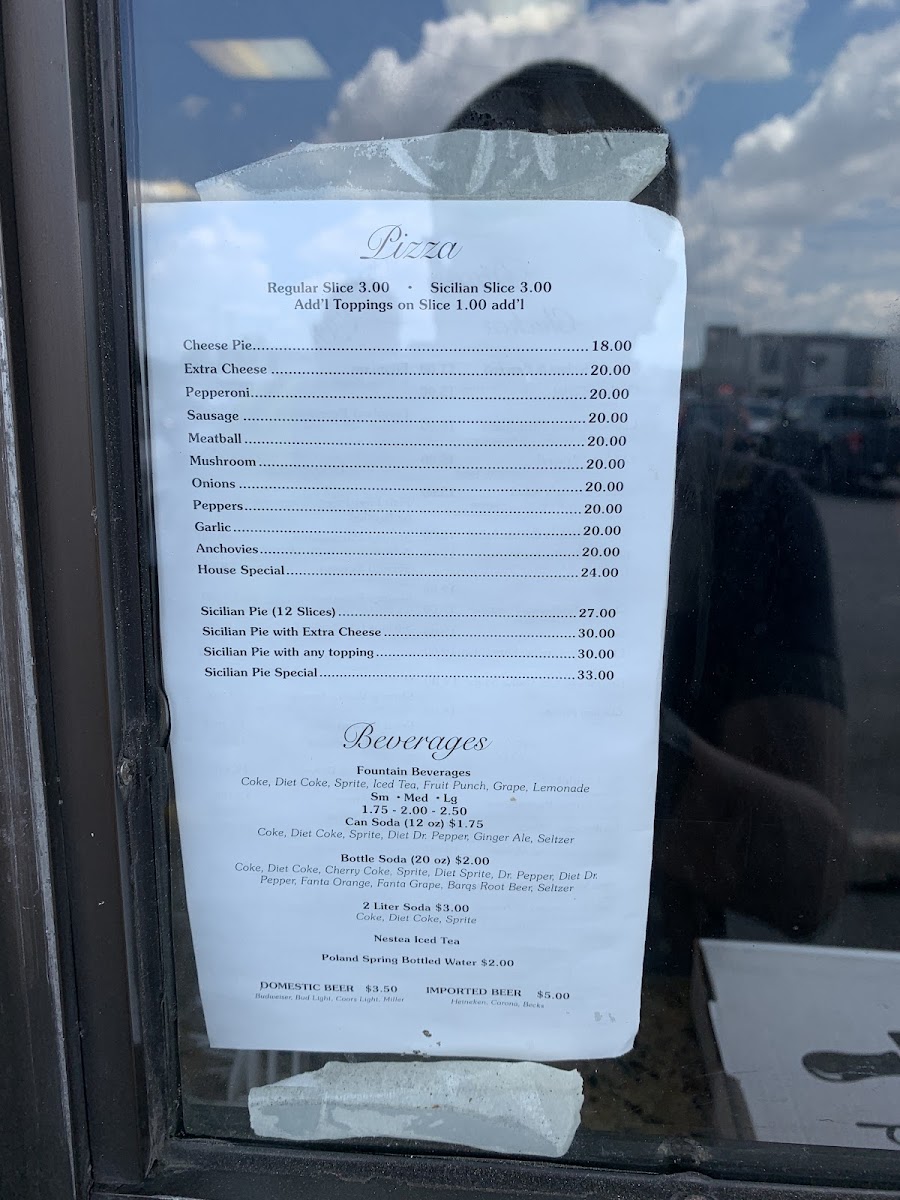 Pizza
Regular Slice 3.00 • Sicilian Slice 3.00
Add'l Toppings on Slice 1.00 add'l
Cheese Pie..........18.00
Extra Cheese..........20.00
Pepperoni..........20.00
Sausage..........20.00
Meatball..........20.00
Mushroom..........20.00
Onions..........20.00
Peppers..........20.00
Garlic..........20.00
Anchovies..........20.00
House Special..........24.00
Sicilian Pie (12 Slices)..........27.00
Sicilian Pie with Extra Cheese..........30.00
Sicilian Pie with any topping..........30.00
Sicilian Pie Special..........33.00
Beverages
Fountain Beverages
Coke, Diet Coke, Sprite, Iced Tea, Fruit Punch, Grape, Lemonade
Sm • Med • Lg
1.75 - 2.00 - 2.50
Can Soda (12 oz) $1.75
Coke, Diet Coke, Sprite, Diet Dr. Pepper, Ginger Ale, Seltzer
Bottle Soda (20 oz) $2.00
Coke, Diet Coke, Cherry Coke, Sprite, Diet Sprite, Dr. Pepper, Diet Dr.
Pepper, Fanta Orange, Fanta Grape, Barqs Root Beer, Seltzer
2 Liter Soda $3.00
Coke, Diet Coke, Sprite
Nestea Iced Tea
Poland Spring Bottled Water $2.00
DOMESTIC BEER $3.50 IMPORTED BEER $5.00
Budweiser, Bud Light, Coors Light, Miller Heineken, Corona, Becks